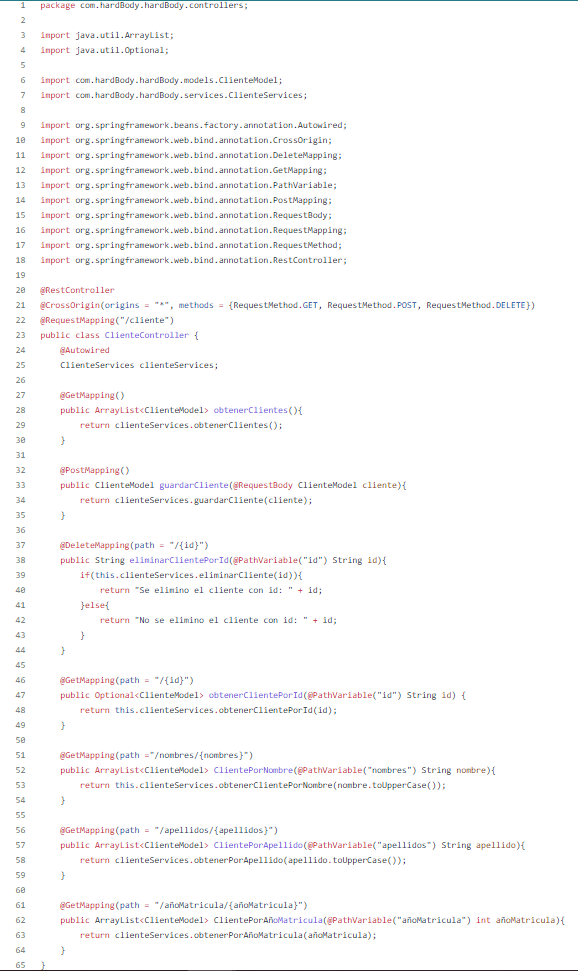 1 package com.hardBody.hardBody.controllers;
2
3 import java.util.ArrayList;
4 import java.util.Optional;
5
6 import com.hardBody.hardBody.models.ClienteModel;
7 import com.hardBody.hardBody.services.ClienteServices;
8
9 import org.springframework.beans.factory.annotation.Autowired;
10 import org.springframework.web.bind.annotation.CrossOrigin;
11 import org.springframework.web.bind.annotation.DeleteMapping;
12 import org.springframework.web.bind.annotation.GetMapping;
13 import org.springframework.web.bind.annotation.PathVariable;
14 import org.springframework.web.bind.annotation.PostMapping;
15 import org.springframework.web.bind.annotation.RequestBody;
16 import org.springframework.web.bind.annotation.RequestMapping;
17 import org.springframework.web.bind.annotation.RequestMethod;
18 import org.springframework.web.bind.annotation.RestController;
19
20 @RestController
21 @CrossOrigin(origins = "*", methods = {RequestMethod.GET, RequestMethod.POST, RequestMethod.DELETE})
22 @RequestMapping("/cliente")
23 public class ClienteController {
24 @Autowired
25 ClienteServices clienteServices;
26
27 @GetMapping()
28 public ArrayList<ClienteModel> obtenerClientes(){
29 return clienteServices.obtenerClientes();
30 }
31
32 @PostMapping()
33 public ClienteModel guardarCliente(@RequestBody ClienteModel cliente){
34 return clienteServices.guardarCliente(cliente);
35 }
36
37 @DeleteMapping(path = "/{id}")
38 public String eliminarClientePorId(@PathVariable("id") String id){
39 if(this.clienteServices.eliminarCliente(id)){
40 return "Se elimino el cliente con id: " + id;
41 }else{
42 return "No se elimino el cliente con id: " + id;
43 }
44 }
45
46 @GetMapping(path = "/{id}")
47 public Optional<ClienteModel> obtenerClientePorId(@PathVariable("id") String id) {
48 return this.clienteServices.obtenerClientePorId(id);
49 }
50
51 @GetMapping(path ="/nombres/{nombres}")
52 public ArrayList<ClienteModel> ClientePorNombre(@PathVariable("nombres") String nombre){
53 return this.clienteServices.obtenerClientePorNombre(nombre.toUpperCase());
54 }
55
56 @GetMapping(path = "/apellidos/{apellidos}")
57 public ArrayList<ClienteModel> ClientePorApellido(@PathVariable("apellidos") String apellido){
58 return clienteServices.obtenerPorApellido(apellido.toUpperCase());
59 }
60
61 @GetMapping(path = "/añoMatricula/{añoMatricula}")
62 public ArrayList<ClienteModel> ClientePorAñoMatricula(@PathVariable("añoMatricula") int añoMatricula){
63 return clienteServices.obtenerPorAñoMatricula(añoMatricula);
64 }
65 }